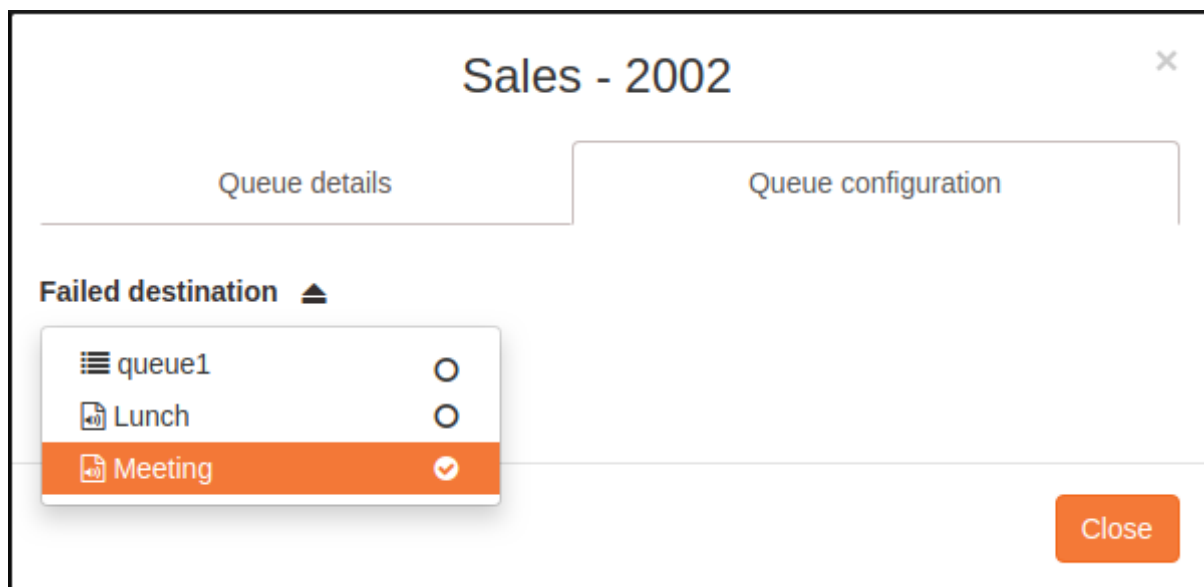 Sales - 2002
×
Queue details
Queue configuration
Failed destination
queue1
Lunch
Meeting
Close